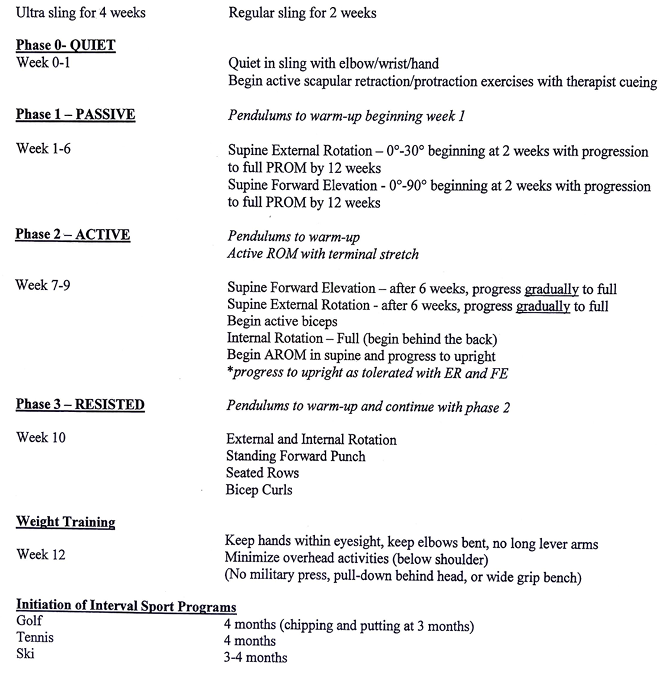 Ultra sling for 4 weeks Regular sling for 2 weeks
Phase 0- QUIET
Week 0-1 Quiet in sling with elbow/wrist/hand
Begin active scapular retraction/protraction exercises with therapist cueing
Phase 1 – PASSIVE Pendulums to warm-up beginning week 1
Week 1-6 Supine External Rotation – 0°-30° beginning at 2 weeks with progression
to full PROM by 12 weeks
Supine Forward Elevation - 0°-90° beginning at 2 weeks with progression
to full PROM by 12 weeks
Phase 2 – ACTIVE Pendulums to warm-up
Active ROM with terminal stretch
Week 7-9 Supine Forward Elevation – after 6 weeks, progress gradually to full
Supine External Rotation - after 6 weeks, progress gradually to full
Begin active biceps
Internal Rotation – Full (begin behind the back)
Begin AROM in supine and progress to upright
*progress to upright as tolerated with ER and FE
Phase 3 – RESISTED Pendulums to warm-up and continue with phase 2
Week 10 External and Internal Rotation
Standing Forward Punch
Seated Rows
Bicep Curls
Weight Training
Keep hands within eyesight, keep elbows bent, no long lever arms
Week 12 Minimize overhead activities (below shoulder)
(No military press, pull-down behind head, or wide grip bench)
Initiation of Interval Sport Programs
Golf 4 months (chipping and putting at 3 months)
Tennis 4 months
Ski 3-4 months